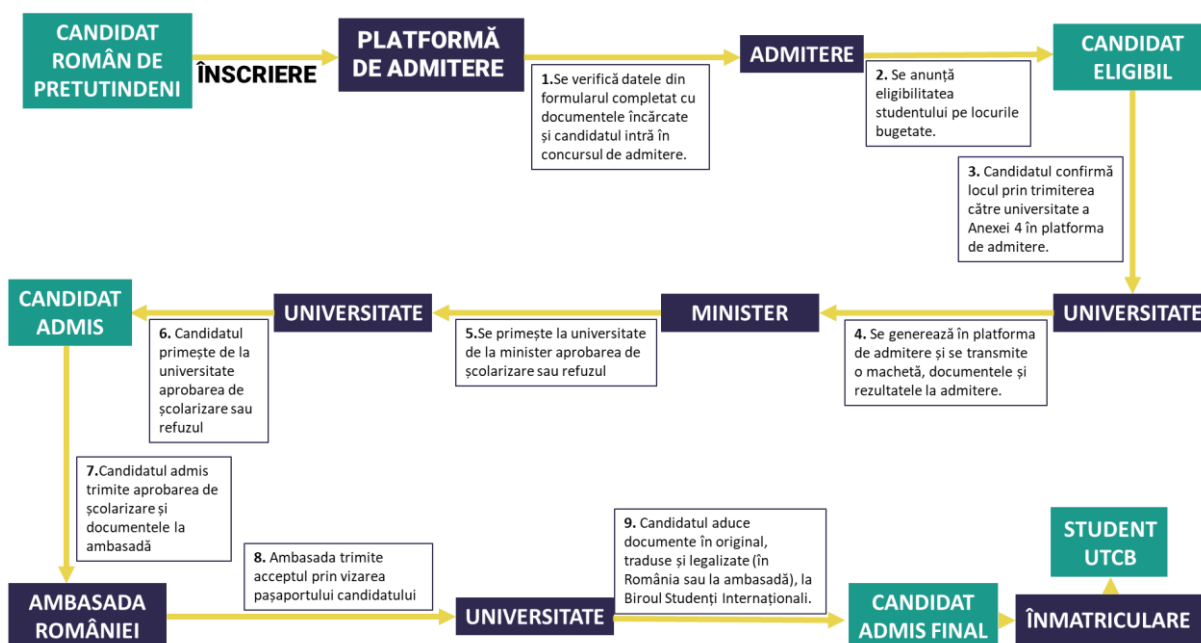 CANDIDAT
ROMÂN DE
PRETUTINDENI
ÎNSCRIERE
PLATFORMĂ
DE ADMITERE
1.Se verifică datele din
formularul completat cu
documentele încărcate
și candidatul intră în
concursul de admitere.
ADMITERE
2. Se anunță
eligibilitatea
studentului pe locurile
bugetate.
CANDIDAT
ELIGIBIL
3. Candidatul confirmă
locul prin trimiterea
către universitate a
Anexei 4 în platforma
de admitere.
UNIVERSITATE
4. Se generează în platforma
de admitere și se transmite
o machetă, documentele și
rezultatele la admitere.
MINISTER
5.Se primește la universitate
de la minister aprobarea de
școlarizare sau refuzul
UNIVERSITATE
6. Candidatul
primește de la
universitate
aprobarea de
școlarizare sau
refuzul
CANDIDAT
ADMIS
7.Candidatul admis
trimite aprobarea de
școlarizare și
documentele la
ambasadă
AMBASADA
ROMÂNIEI
8. Ambasada trimite
acceptul prin vizarea
pașaportului candidatului
UNIVERSITATE
9. Candidatul aduce
documente în original,
traduse și legalizate (în
România sau la ambasadă), la
Biroul Studenți Internaționali.
CANDIDAT
ADMIS FINAL
ÎNMATRICULARE
STUDENT
UTCB